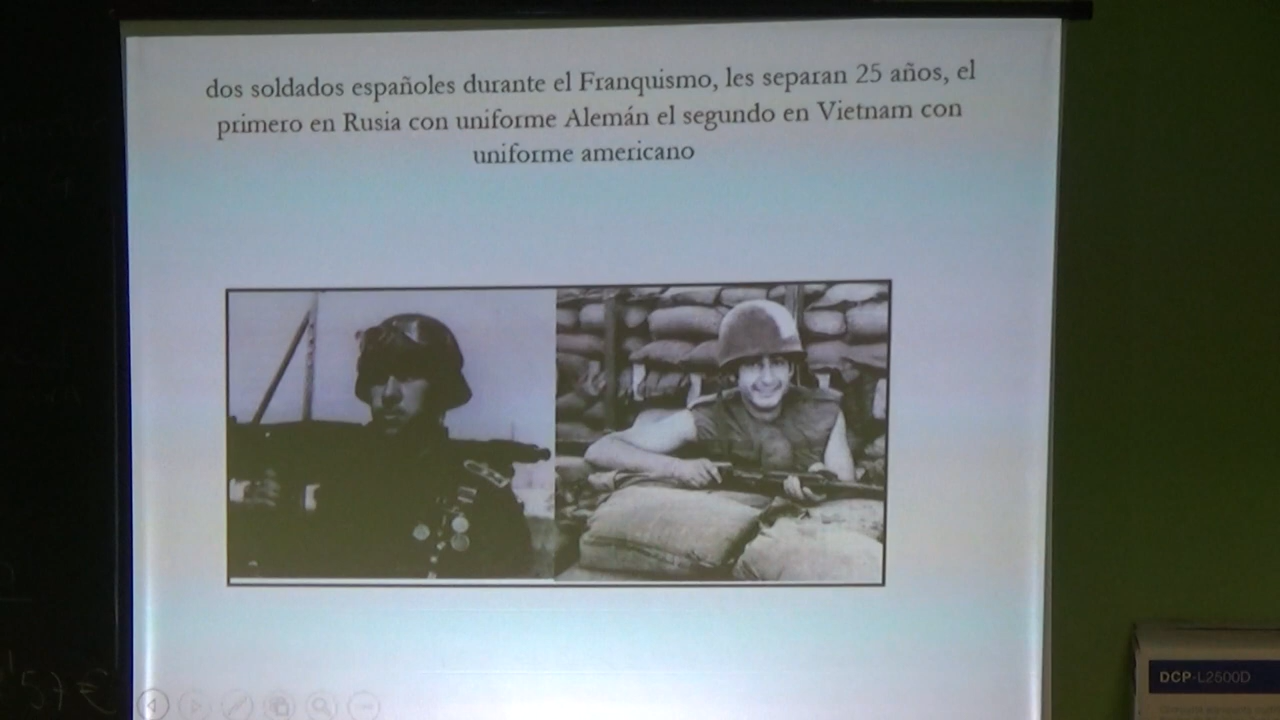 dos soldados españoles durante el Franquismo, les separan 25 años, el
primero en Rusia con uniforme Alemán el segundo en Vietnam con
uniforme americano
57 €
DCP-L2500D